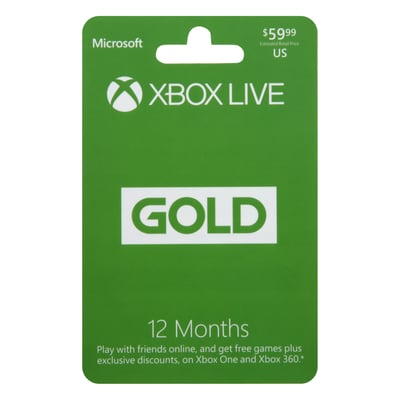 Microsoft
$59.99
Estimated Retail Price
US
XBOX LIVE
GOLD
12 Months
Play with friends online, and get free games plus
exclusive discounts, on Xbox One and Xbox 360.*